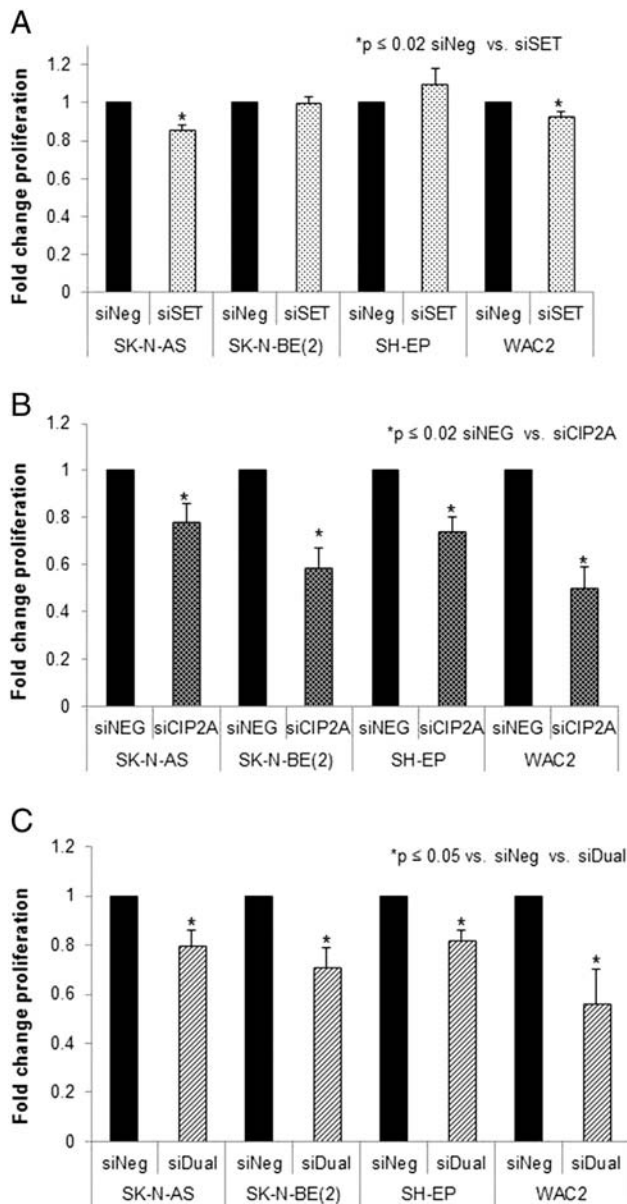 A
*p ≤ 0.02 siNeg vs. siSET
Fold change proliferation
1.2
1
0.8
0.6
0.4
0.2
0
* *
siNeg siSET siNeg siSET siNeg siSET siNeg siSET
SK-N-AS SK-N-BE(2) SH-EP WAC2
B
*p ≤ 0.02 siNEG vs. siCIP2A
Fold change proliferation
1.2
1
0.8
0.6
0.4
0.2
0
* * * *
siNEG siCIP2A siNEG siCIP2A siNEG siCIP2A siNEG siCIP2A
SK-N-AS SK-N-BE(2) SH-EP WAC2
C
*p ≤ 0.05 vs. siNeg vs. siDual
Fold change proliferation
1.2
1
0.8
0.6
0.4
0.2
0
* * * *
siNeg siDual siNeg siDual siNeg siDual siNeg siDual
SK-N-AS SK-N-BE(2) SH-EP WAC2